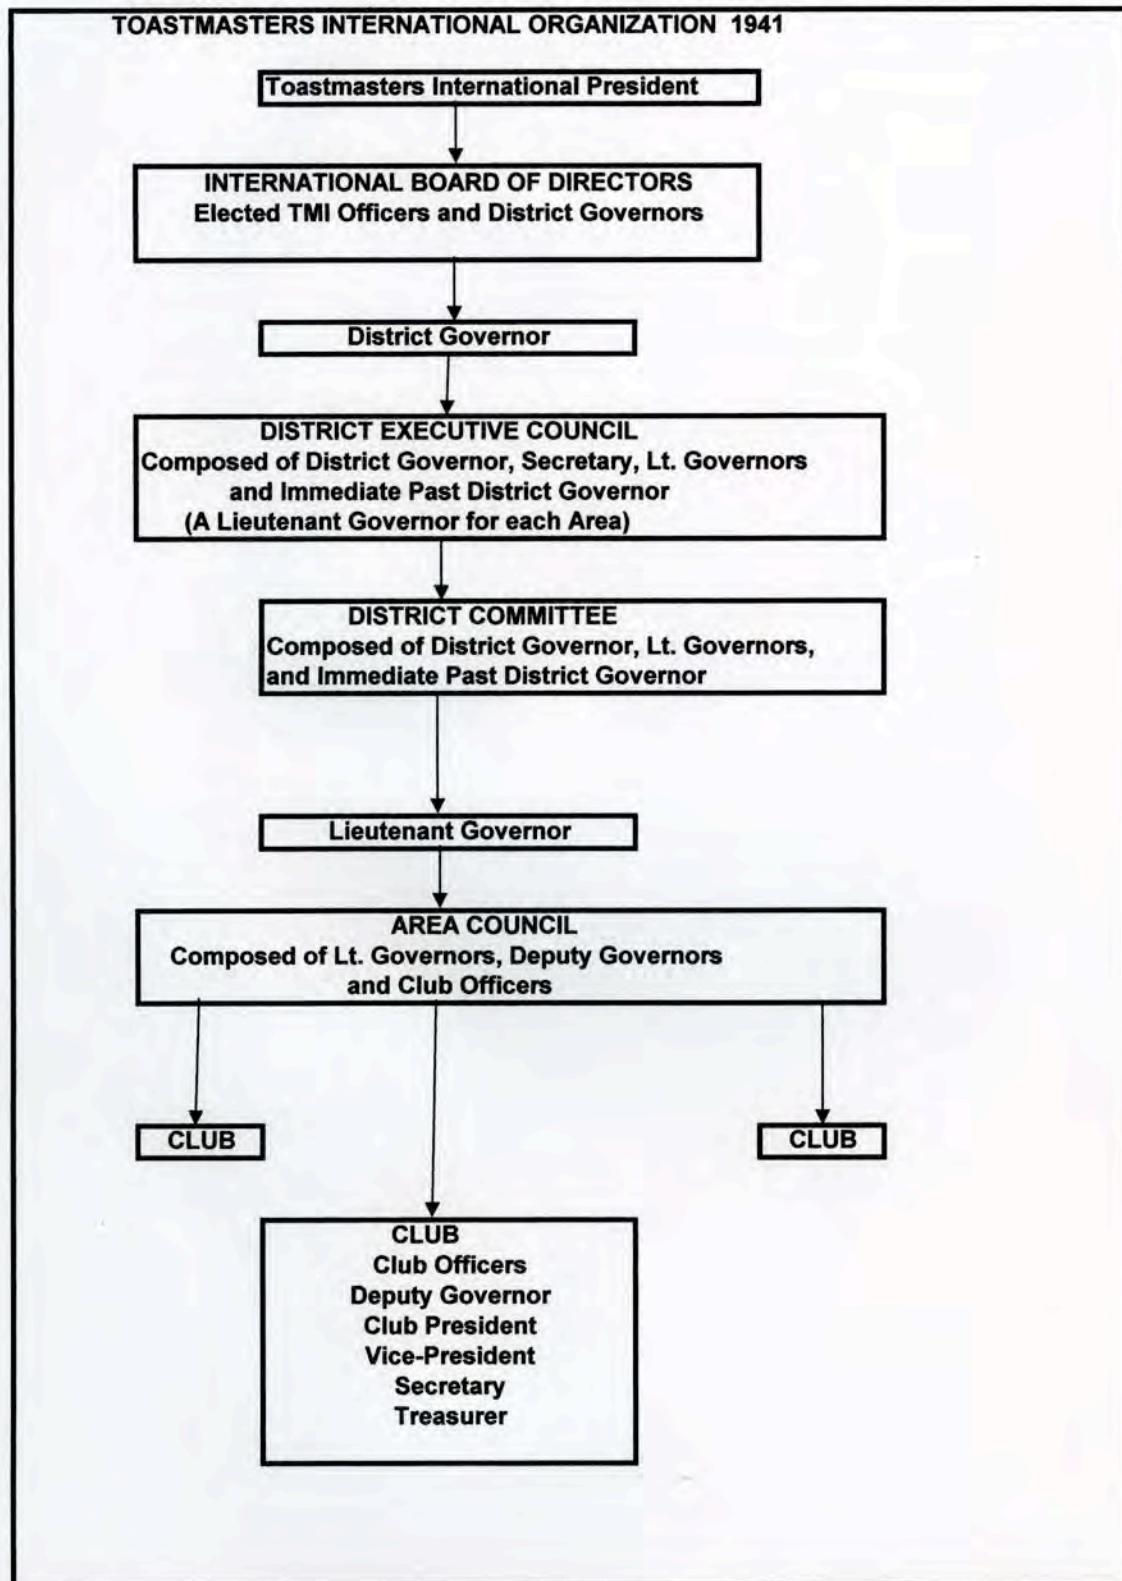 TOASTMASTERS INTERNATIONAL ORGANIZATION 1941
Toastmasters International President
INTERNATIONAL BOARD OF DIRECTORS
Elected TMI Officers and District Governors
District Governor
DISTRICT EXECUTIVE COUNCIL
Composed of District Governor, Secretary, Lt. Governors
and Immediate Past District Governor
(A Lieutenant Governor for each Area)
DISTRICT COMMITTEE
Composed of District Governor, Lt. Governors,
and Immediate Past District Governor
Lieutenant Governor
AREA COUNCIL
Composed of Lt. Governors, Deputy Governors
and Club Officers
CLUB
CLUB
CLUB
Club Officers
Deputy Governor
Club President
Vice-President
Secretary
Treasurer